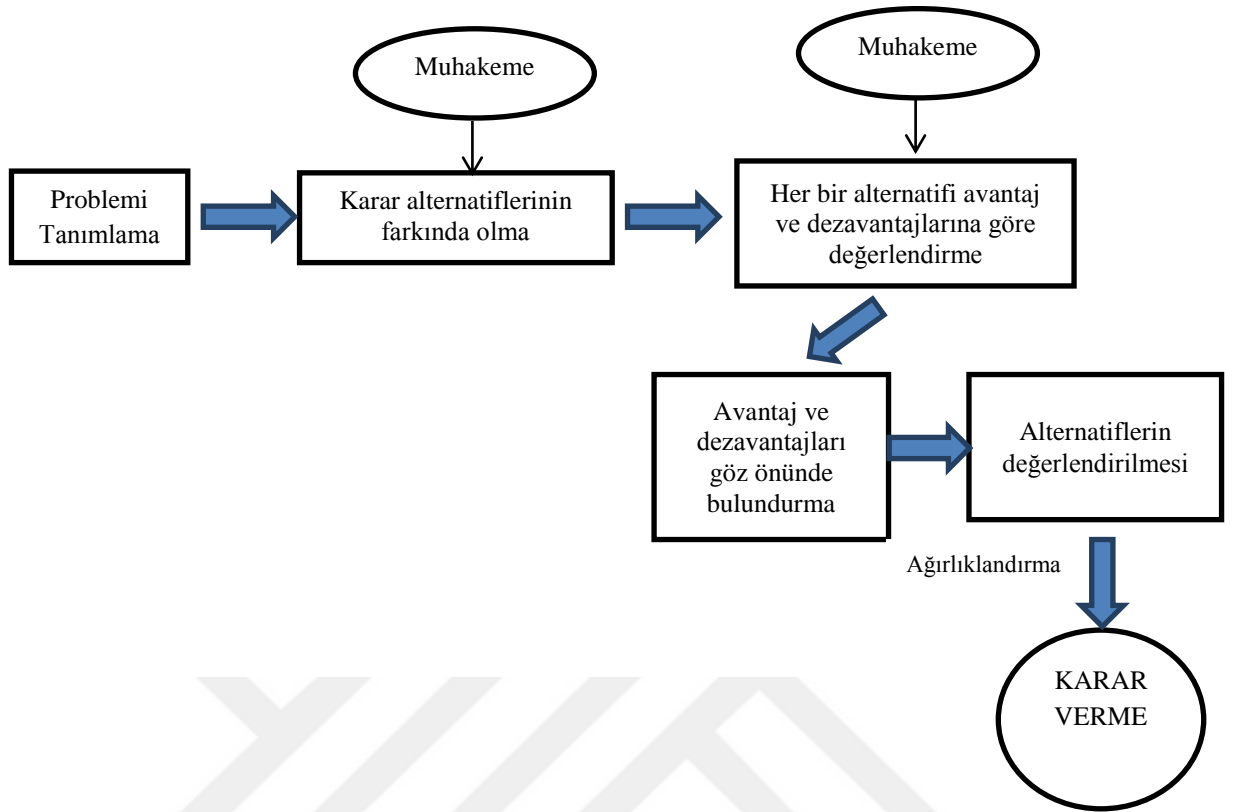 Muhakeme
Muhakeme
Problemi
Tanımlama
Karar alternatiflerinin
farkında olma
Her bir alternatifi avantaj
ve dezavantajlarına göre
değerlendirme
Avantaj ve
dezavantajları
göz önünde
bulundurma
Alternatiflerin
değerlendirilmesi
Ağırlıklandırma
KARAR
VERME